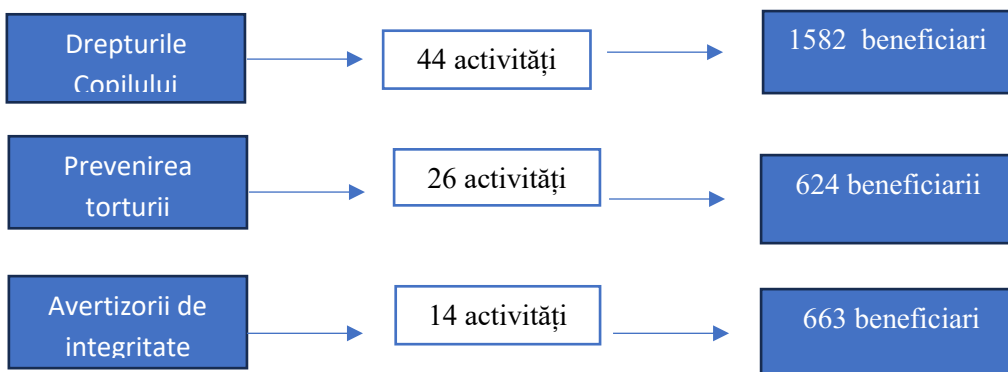 Drepturile
Copilului
44 activități
1582 beneficiari
Prevenirea
torturii
26 activități
624 beneficiarii
Avertizorii de
integritate
14 activități
663 beneficiari